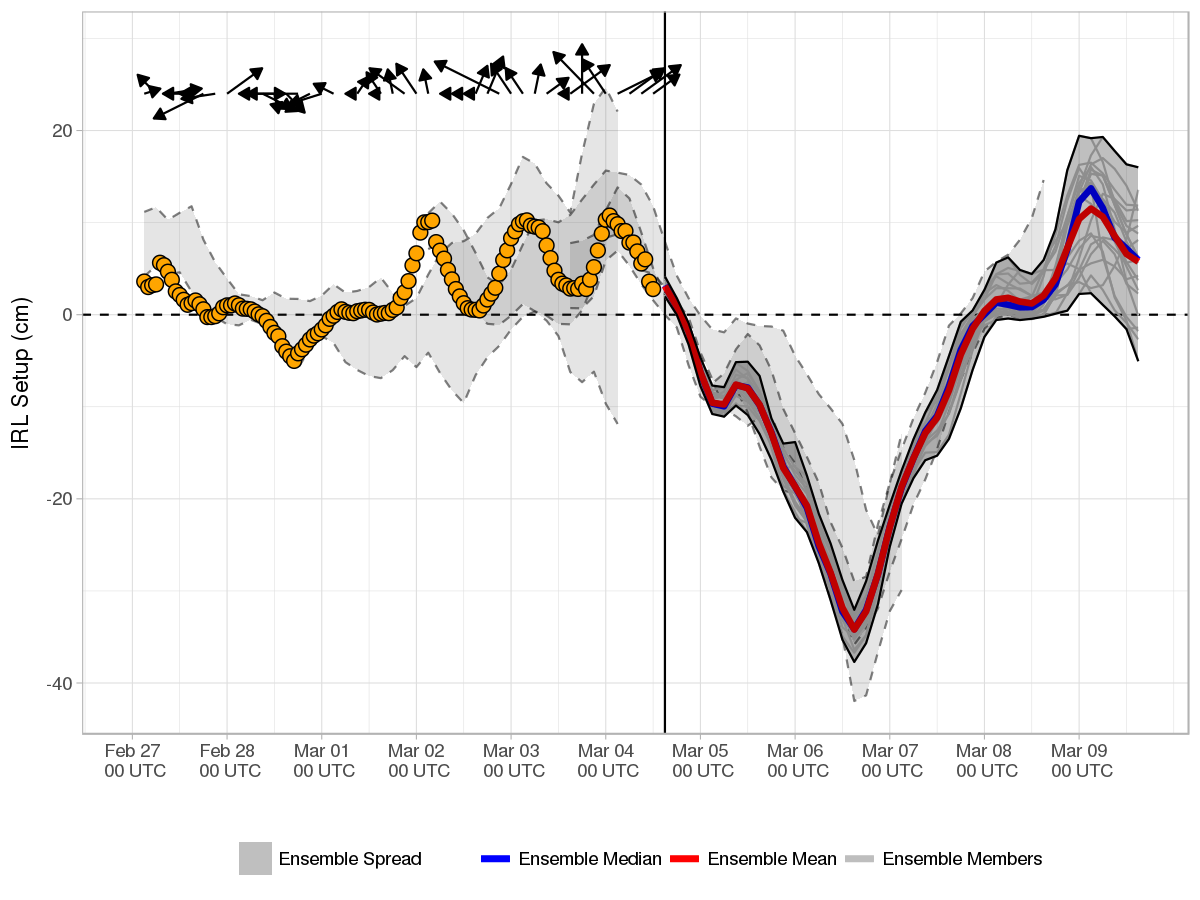 IRL Setup (cm)
20
0
-20
-40
Feb 27 Feb 28 Mar 01 Mar 02 Mar 03 Mar 04 Mar 05 Mar 06 Mar 07 Mar 08 Mar 09
00 UTC 00 UTC 00 UTC 00 UTC 00 UTC 00 UTC 00 UTC 00 UTC 00 UTC 00 UTC 00 UTC
Ensemble Spread Ensemble Median Ensemble Mean Ensemble Members